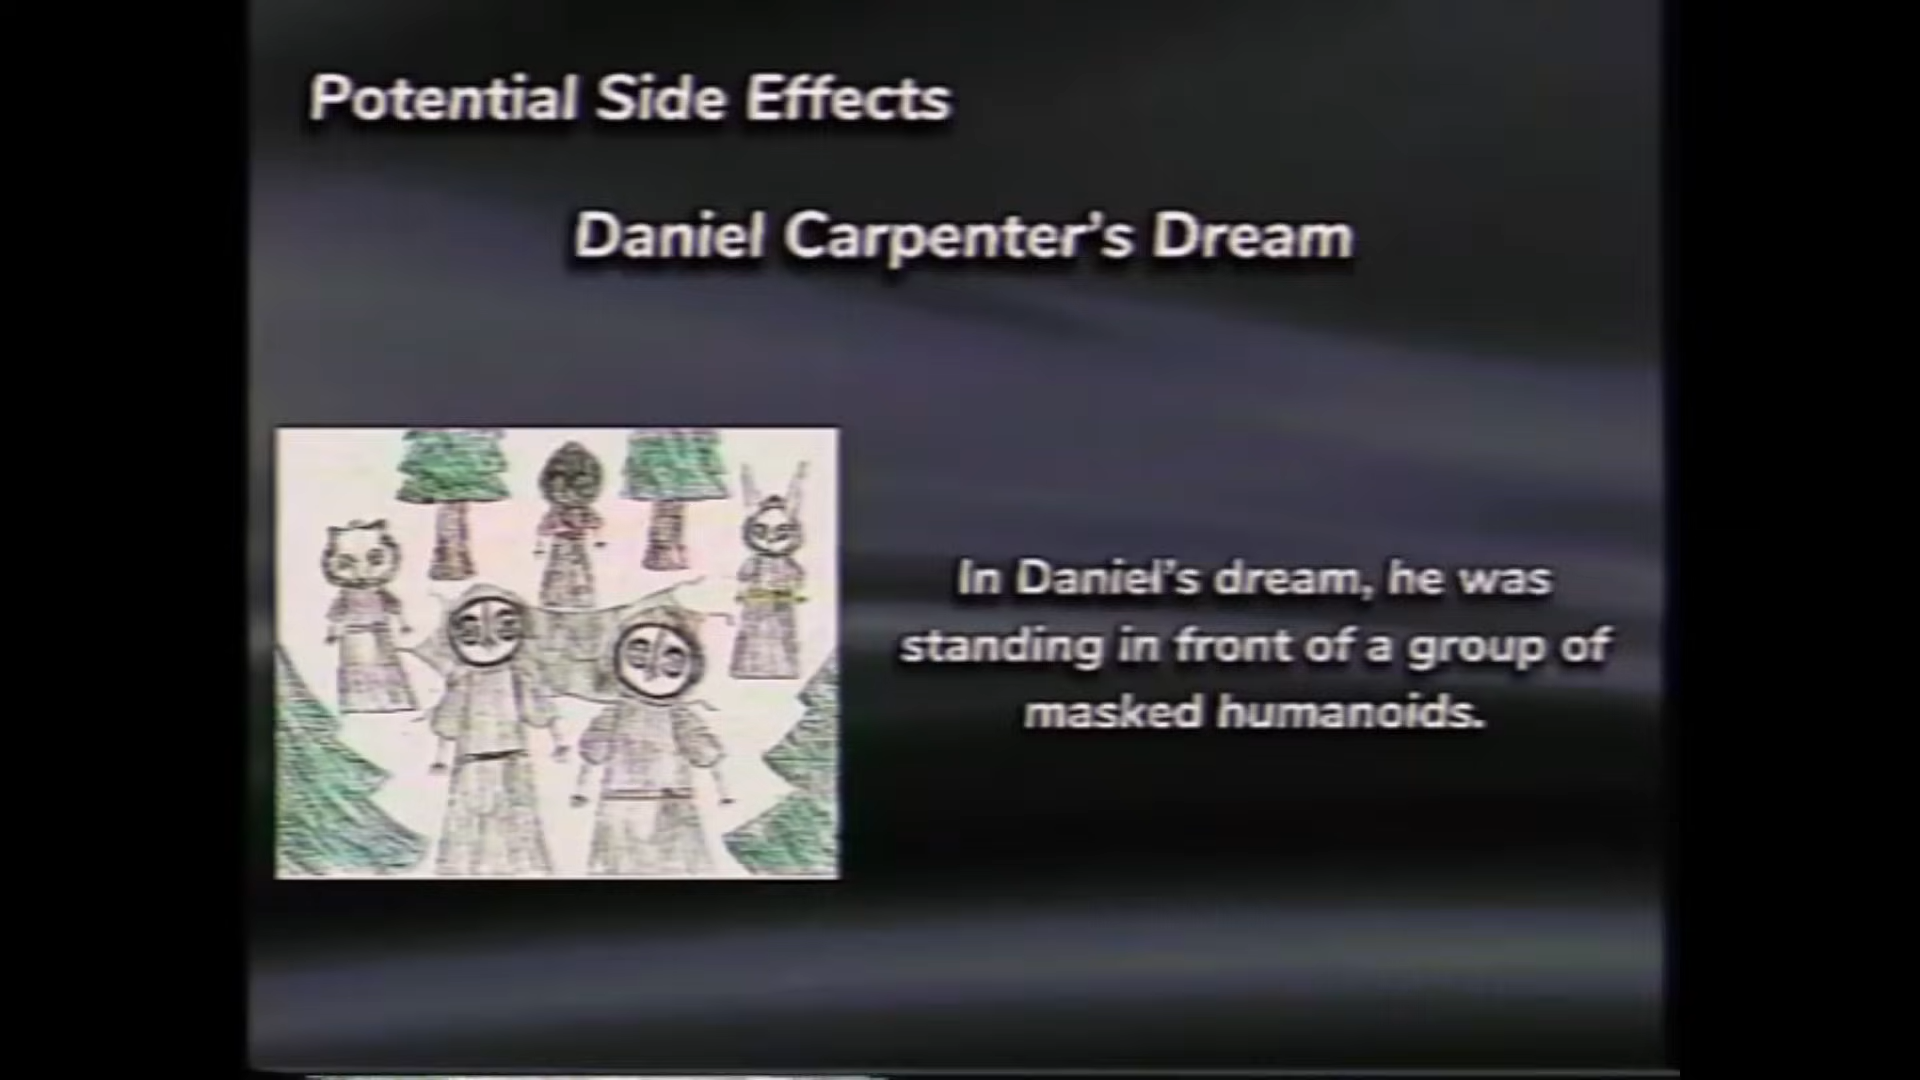 Potential Side Effects
Daniel Carpenter's Dream
In Daniel's dream, he was
standing in front of a group of
masked humanoids.